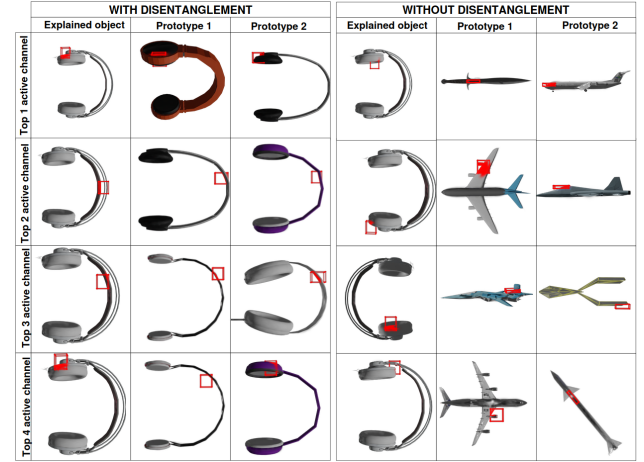 WITH DISENTANGLEMENT
WITHOUT DISENTANGLEMENT
Explained object
Prototype 1
Prototype 2
Explained object
Prototype 1
Prototype 2
Top 1 active channel
Top 2 active channel
Top 3 active channel
Top 4 active channel